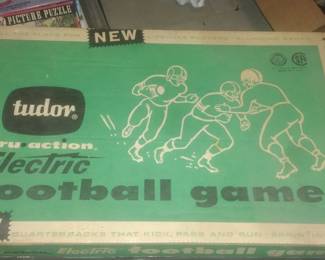 PICTURE PUZZLE
NEW
tudor®
tru-action
Electric
football game
QUARTERBACKS THAT KICK, PASS AND RUN
Electric football game